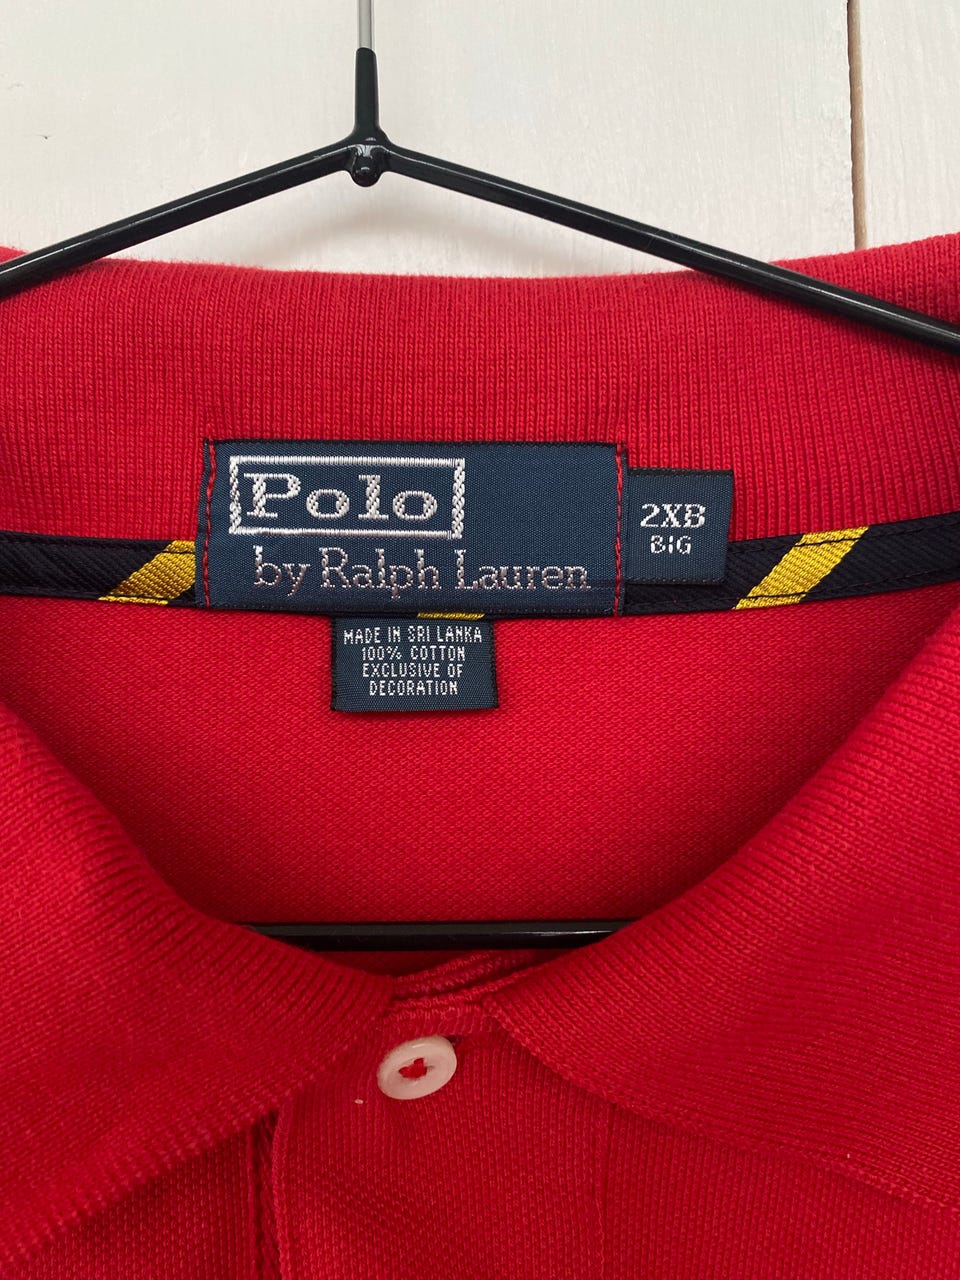 Polo
by Ralph Lauren
2XB
BIG
MADE IN SRI LANKA
100% COTTON
EXCLUSIVE OF
DECORATION